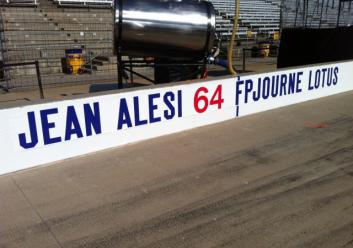 JEAN ALESI 64 FPJOURNE LOTUS